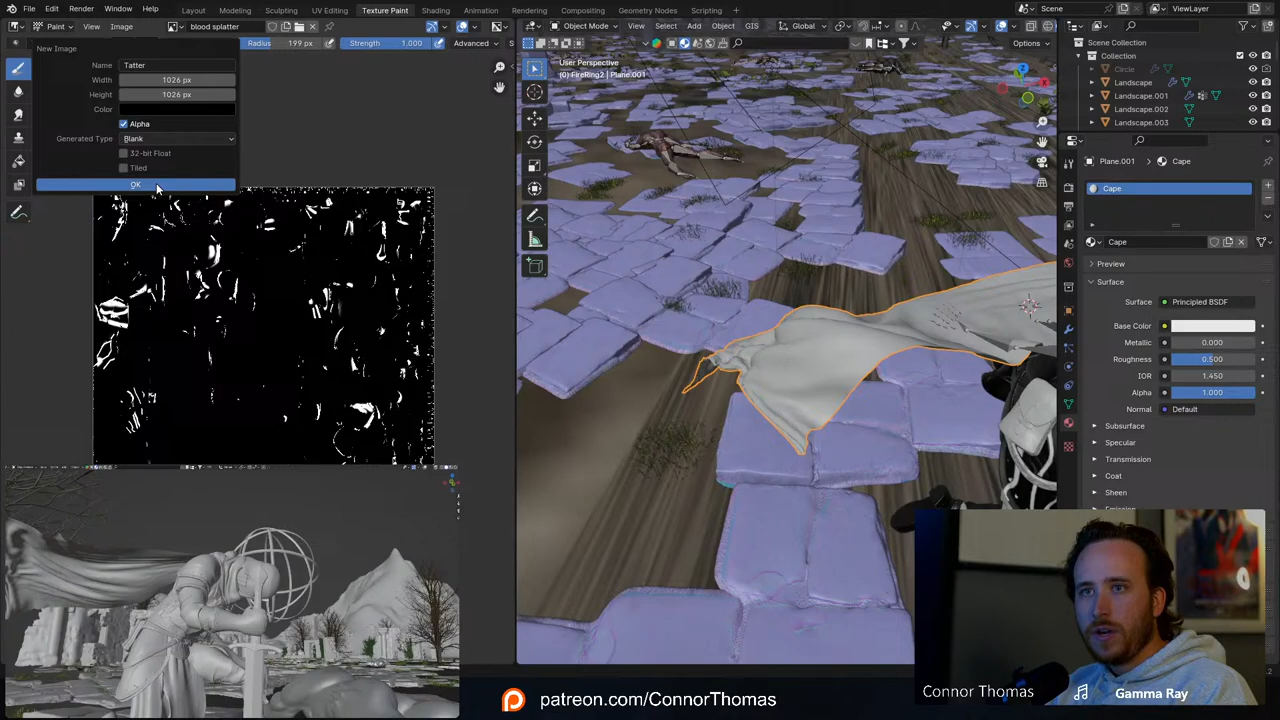 File Edit Render Window Help Layout Modeling Sculpting UV Editing Texture Paint Shading Animation Rendering Compositing Geometry Nodes Scripting Scene ViewLayer
Paint View Image blood splatter Object Mode View Select Add Object GIS Global
New Image Radius 199 px Strength 1.000 Advanced Options Scene Collection
Name Tatter User Perspective Collection
(0) FireRing2 | Plane.001 Circle
Width 1026 px Landscape
Height 1026 px Landscape.001
Color Landscape.002
Alpha Landscape.003
Generated Type Blank
32-bit Float Plane.001 Cape
Tiled
OK Cape
Cape
Preview
Surface
Surface: Principled BSDF
Base Color
Metallic 0.000
Roughness 0.500
IOR 1.450
Alpha 1.000
Normal Default
Subsurface
Specular
Transmission
Coat
Sheen
Connor Thomas Gamma Ray
patreon.com/ConnorThomas